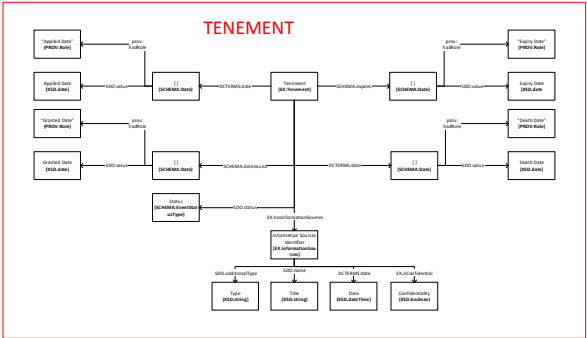 TENEMENT
"Applied Date"
(PROV:Role)
prov:
hadRole
prov:
hadRole
"Expiry Date"
(PROV:Role)
Applied Date
(XSD.date)
SDO:value
[ ]
(SCHEMA:Date)
DCTERMS:date
Tenement
(EX:Tenement)
SCHEMA:expires
[ ]
(SCHEMA:Date)
SDO:value
Expiry Date
(XSD.date
"Granted Date"
(PROV:Role)
prov:
hadRole
prov:
hadRole
"Death Date"
(PROV:Role)
Granted Date
(XSD.date)
SDO:value
[ ]
(SCHEMA:Date)
SCHEMA:dateIssued
DCTERMS:date
[ ]
(SCHEMA:Date)
SDO:value
Death Date
(XSD.date)
Status
(SCHEMA:EventStat
usType)
SDO:status
EX:hasInformationSources
Information Sources
Identifier
(EX.InformationSou
rces)
SDO:additionalType
SDO:name
DCTERMS:date
EX:isConfidential
Type
(XSD.string)
Title
(XSD.string)
Date
(XSD.dateTime)
Confidentiality
(XSD.boolean)